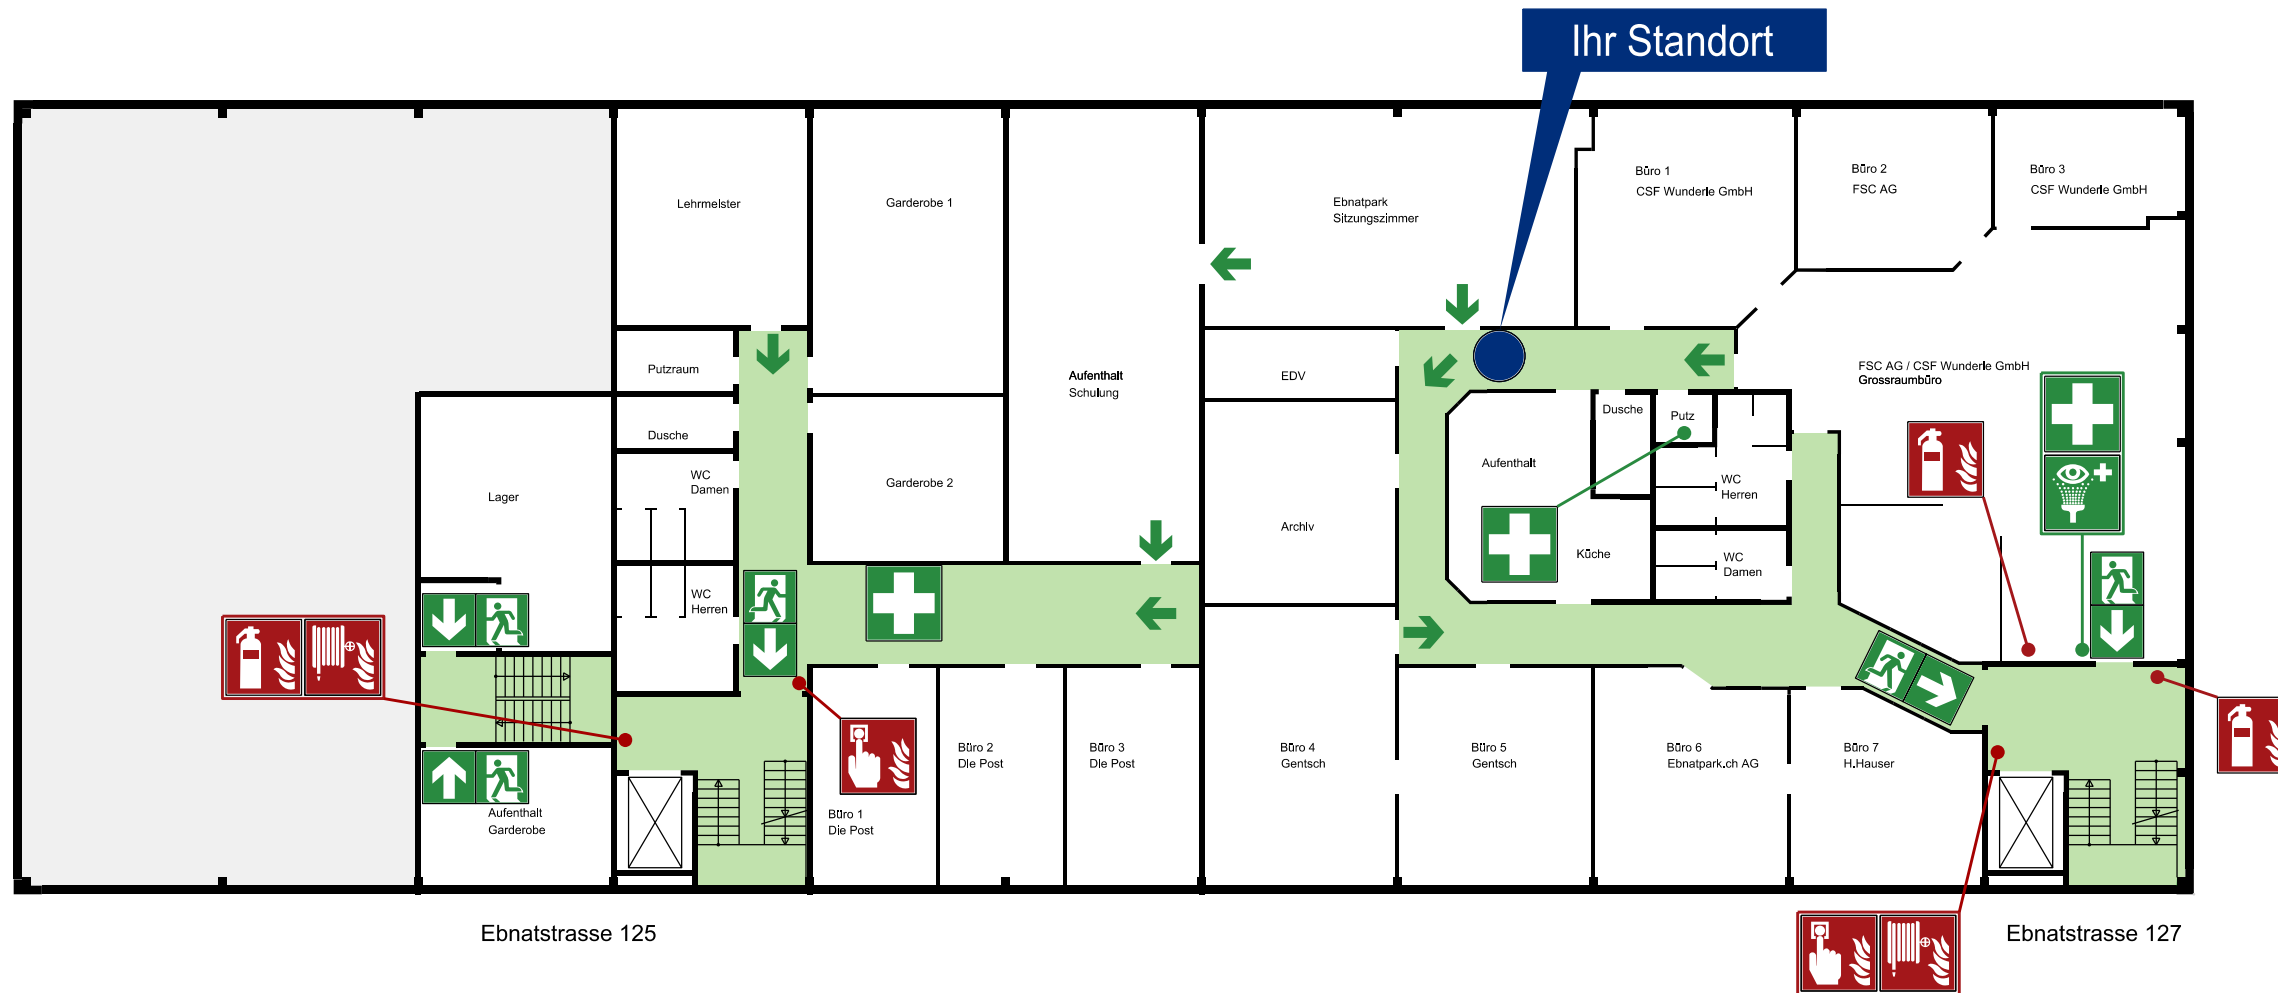 Ihr Standort
Lehrmeister
Garderobe 1
Ebnatpark
Sitzungszimmer
Büro 1
CSF Wunderle GmbH
Büro 2
FSC AG
Büro 3
CSF Wunderle GmbH
Putzraum
Aufenthalt
Schulung
EDV
FSC AG / CSF Wunderle GmbH
Grossraumbüro
Dusche
Dusche
Putz
Lager
WC
Damen
Garderobe 2
Aufenthalt
WC
Herren
Archiv
Küche
WC
Damen
WC
Herren
Büro 1
Die Post
Büro 2
Die Post
Büro 3
Die Post
Büro 4
Gentsch
Büro 5
Gentsch
Büro 6
Ebnatpark.ch AG
Büro 7
H.Hauser
Aufenthalt
Garderobe
Ebnatstrasse 125
Ebnatstrasse 127